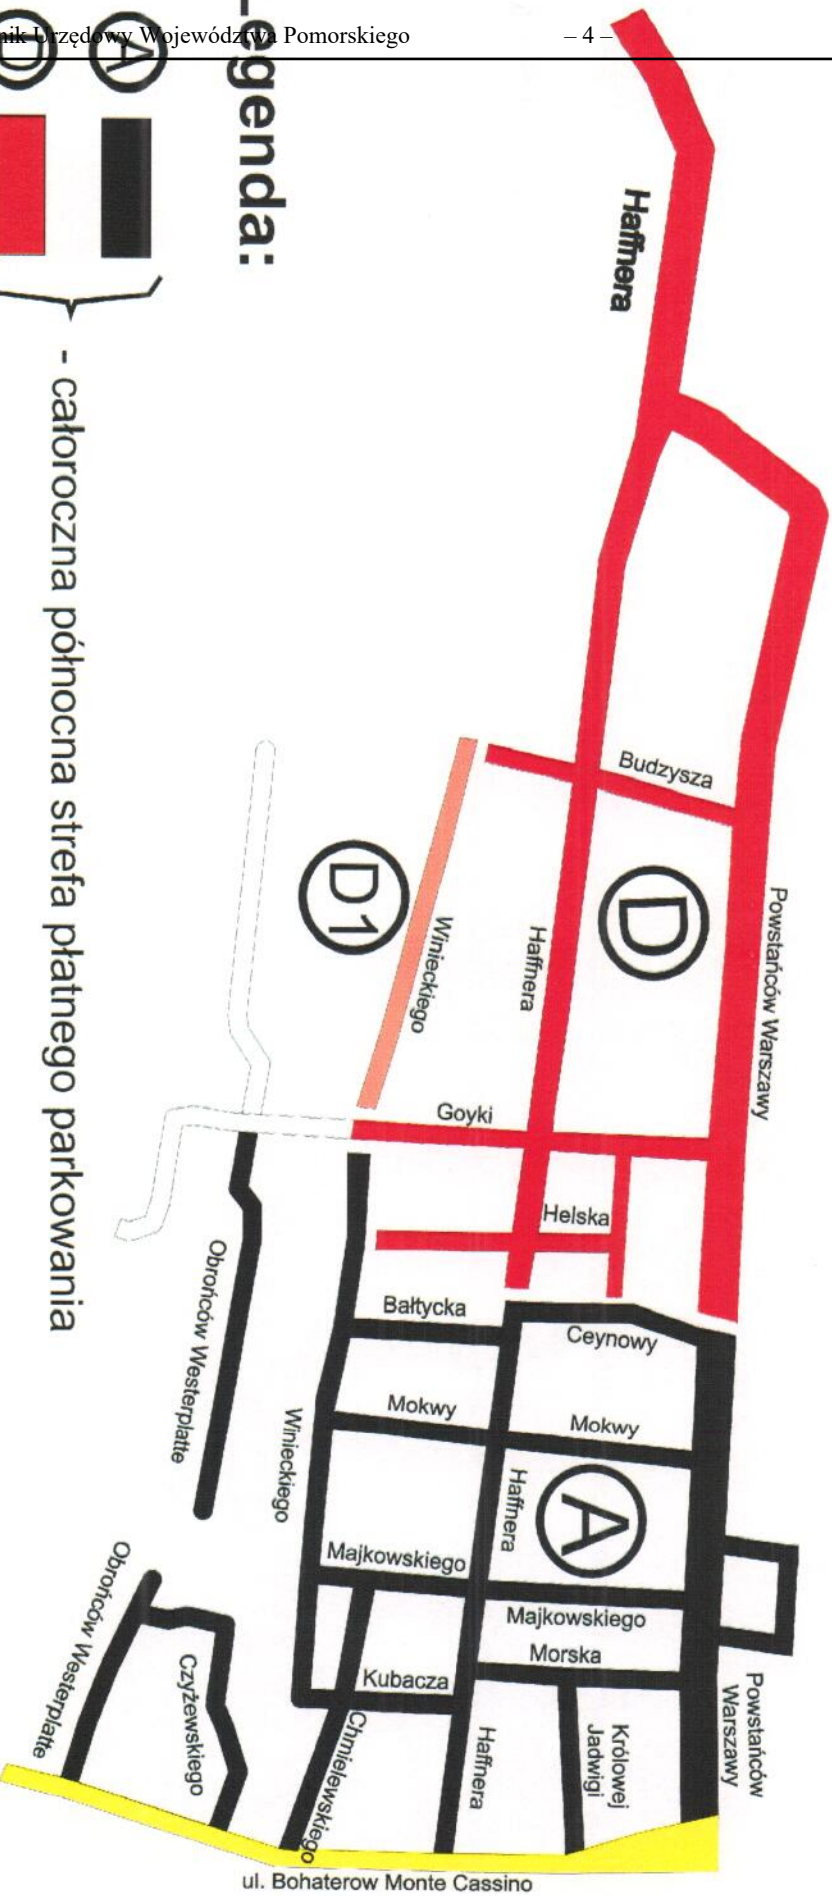 nik Urzędowy Województwa Pomorskiego
– 4 –
Legenda:
A
D
- całoroczna północna strefa płatnego parkowania
Haffnera
Budzysza
D
Powstańców Warszawy
Haffnera
D1
Winieckiego
Goyki
Helska
Bałtycka
Ceynowy
Obrońców Westerplatte
Mokwy
Mokwy
Winieckiego
Haffnera
A
Majkowskiego
Majkowskiego
Morska
Obrońców Westerplatte
Czyżewskiego
Kubacza
Chmielewskiego
Haffnera
Królowej
Jadwigi
Powstańców
Warszawy
ul. Bohaterow Monte Cassino